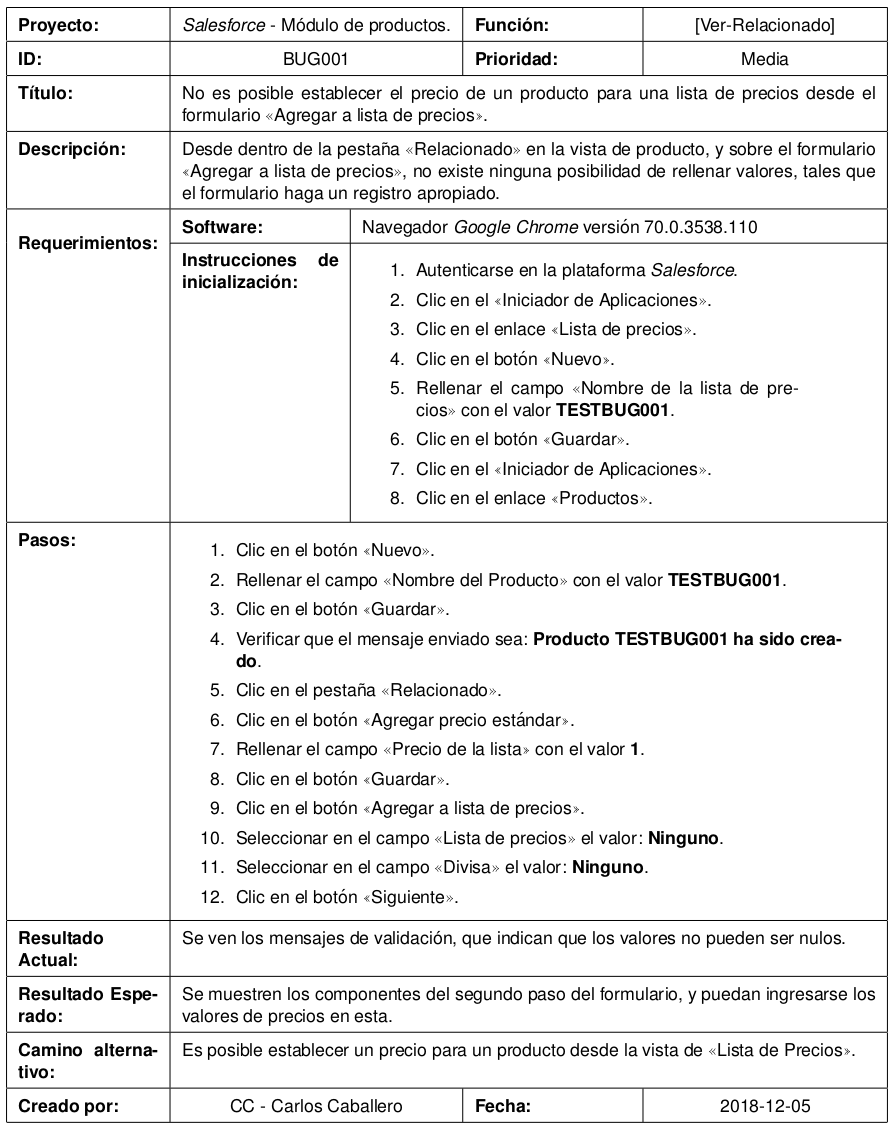 Proyecto: Salesforce - Módulo de productos. Función: [Ver-Relacionado]
ID: BUG001 Prioridad: Media
Título: No es posible establecer el precio de un producto para una lista de precios desde el
formulario «Agregar a lista de precios».
Descripción: Desde dentro de la pestaña «Relacionado» en la vista de producto, y sobre el formulario
«Agregar a lista de precios», no existe ninguna posibilidad de rellenar valores, tales que
el formulario haga un registro apropiado.
Requerimientos:
Software: Navegador Google Chrome versión 70.0.3538.110
Instrucciones de
inicialización:
1. Autenticarse en la plataforma Salesforce.
2. Clic en el «Iniciador de Aplicaciones».
3. Clic en el enlace «Lista de precios».
4. Clic en el botón «Nuevo».
5. Rellenar el campo «Nombre de la lista de pre-
cios» con el valor TESTBUG001.
6. Clic en el botón «Guardar».
7. Clic en el «Iniciador de Aplicaciones».
8. Clic en el enlace «Productos».
Pasos:
1. Clic en el botón «Nuevo».
2. Rellenar el campo «Nombre del Producto» con el valor TESTBUG001.
3. Clic en el botón «Guardar».
4. Verificar que el mensaje enviado sea: Producto TESTBUG001 ha sido crea-
do.
5. Clic en el pestaña «Relacionado».
6. Clic en el botón «Agregar precio estándar».
7. Rellenar el campo «Precio de la lista» con el valor 1.
8. Clic en el botón «Guardar».
9. Clic en el botón «Agregar a lista de precios».
10. Seleccionar en el campo «Lista de precios» el valor: Ninguno.
11. Seleccionar en el campo «Divisa» el valor: Ninguno.
12. Clic en el botón «Siguiente».
Resultado
Actual:
Se ven los mensajes de validación, que indican que los valores no pueden ser nulos.
Resultado Espe-
rado:
Se muestren los componentes del segundo paso del formulario, y puedan ingresarse los
valores de precios en esta.
Camino alterna-
tivo:
Es posible establecer un precio para un producto desde la vista de «Lista de Precios».
Creado por: CC - Carlos Caballero Fecha: 2018-12-05